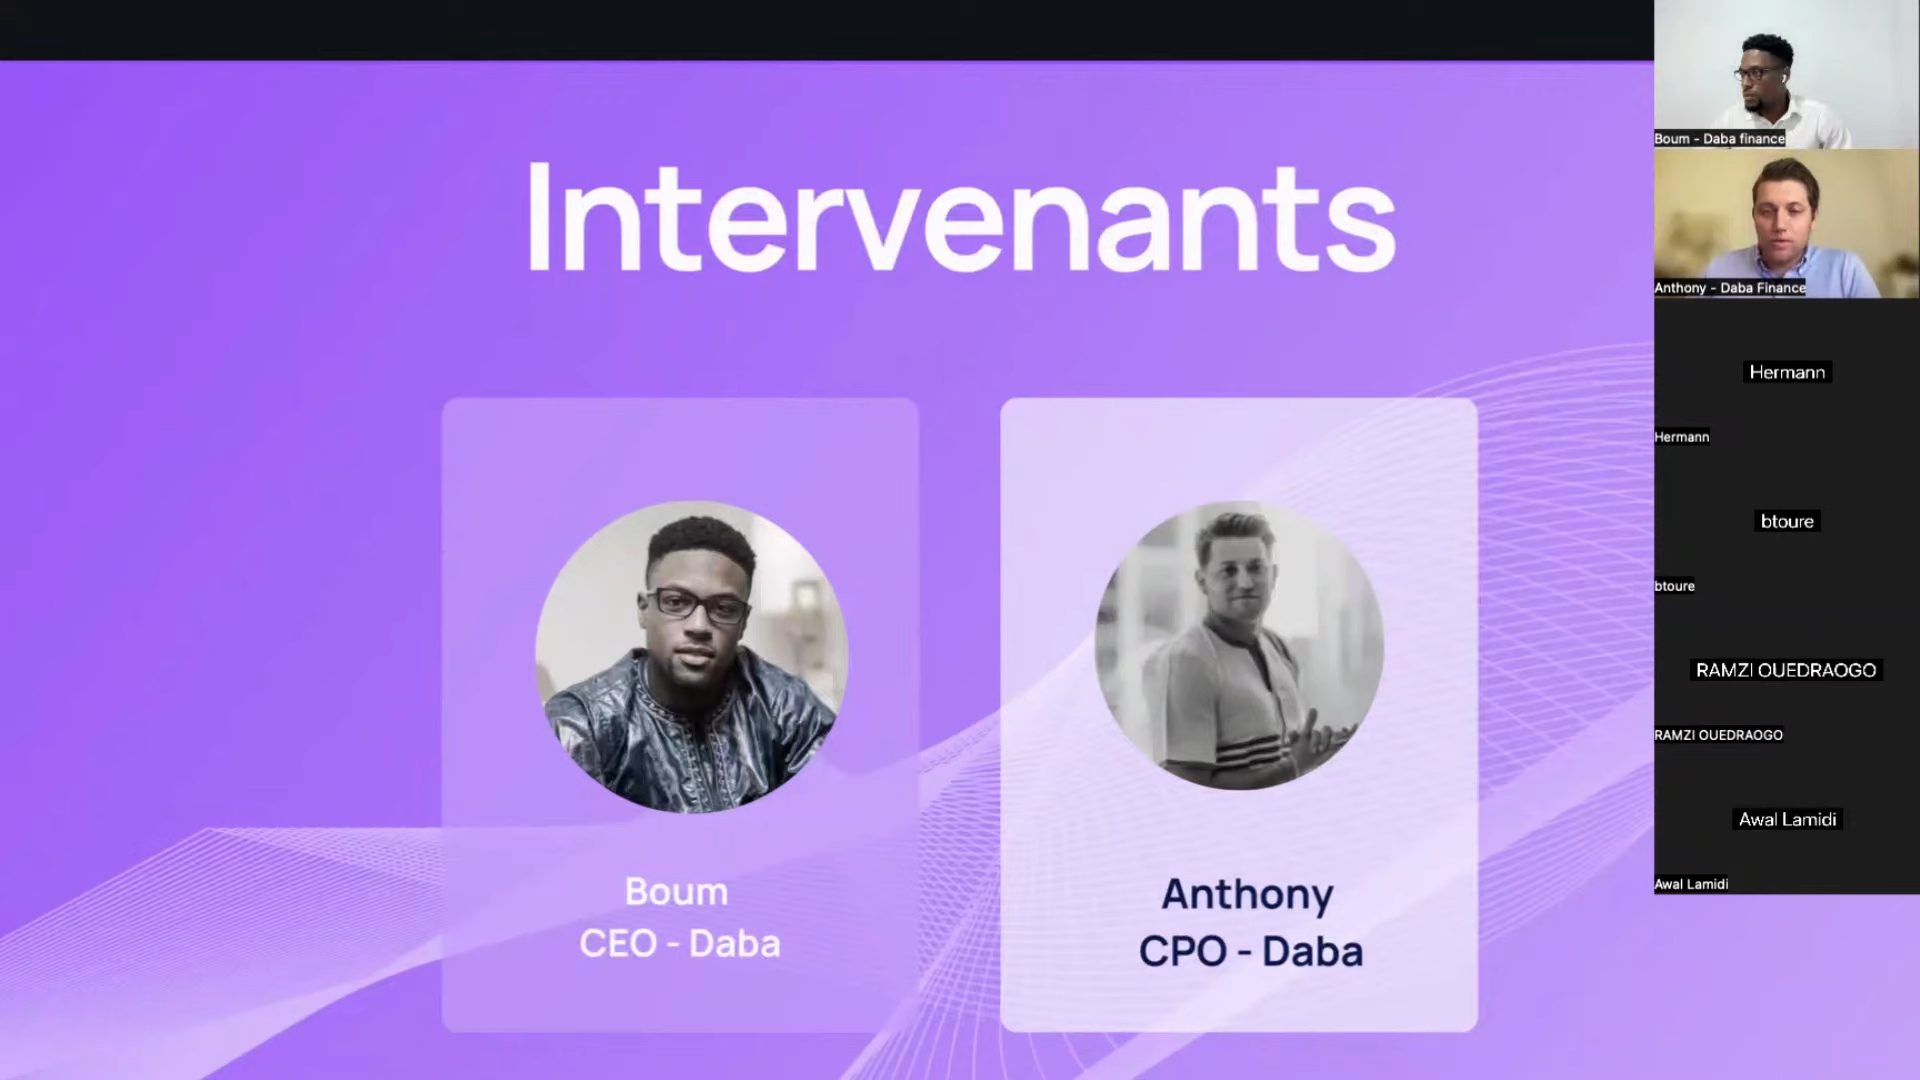 Intervenants
Boum
CEO - Daba
Anthony
CPO - Daba
Boum - Daba finance
Anthony - Daba Finance
Hermann
Hermann
btoure
btoure
RAMZI OUEDRAOGO
RAMZI OUEDRAOGO
Awal Lamidi
Awal Lamidi